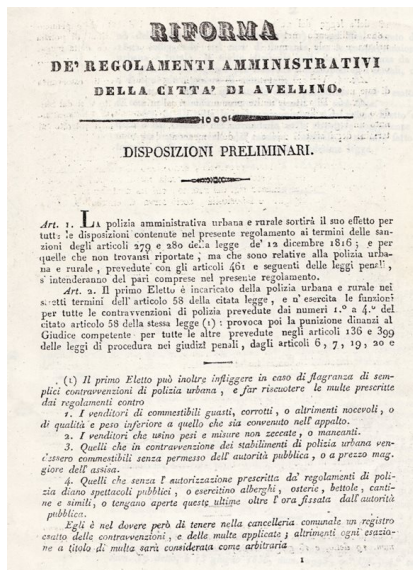 RIFORMA
DE' REGOLAMENTI AMMINISTRATIVI
DELLA CITTA' DI AVELLINO.
DISPOSIZIONI PRELIMINARI.
Art. 1. La polizia amministrativa urbana e rurale sortirà il suo effetto per
tutte le disposizioni contenute nel presente regolamento ai termini delle san-
zioni degli articoli 279 e 280 della legge de' 12 dicembre 1816; e per
quelle che non trovansi riportate, ma che sono relative alla polizia urba-
na e rurale, prevedute con gli articoli 461 e seguenti delle leggi penali,
s' intenderanno del pari comprese nel presente regolamento.
Art. 2. Il primo Eletto è incaricato della polizia urbana e rurale nei
stretti termini dell'articolo 58 della citata legge, e n'esercita le funzioni
per tutte le contravvenzioni di polizia prevedute dai numeri 1.° a 4.° del
citato articolo 58 della stessa legge (1): provoca poi la punizione dinanzi al
Giudice competente per tutte le altre prevedute negli articoli 136 e 399
delle leggi di procedura nei giudizj penali, dagli articoli 6, 7, 19, 20 e
(1) Il primo Eletto può inoltre infliggere in caso di flagranza di sem-
plici contravvenzioni di polizia urbana, e far riscuotere le multe prescritte
dai regolamenti contro
1. I venditori di commestibili guasti, corrotti, o altrimenti nocevoli, o
di qualità e peso inferiore a quello che sia convenuto nell'appalto.
2. I venditori che usino pesi e misure non zeccate, o mancanti.
3. Quelli che in contravvenzione dei stabilimenti di polizia urbana ven-
dessero commestibili senza permesso dell'autorità pubblica, o a prezzo mag-
giore dell'assisa.
4. Quelli che senza l'autorizzazione prescritta da' regolamenti di poli-
zia diano spettacoli pubblici, o esercitino alberghi, osterie, bettole, canti-
ne e simili, o tengano aperte queste ultime oltre l'ora fissata dall'autorità
pubblica.
Egli è nel dovere però di tenere nella cancelleria comunale un registro
esatto delle contravvenzioni, e delle multe applicate; altrimenti ogni esazio-
ne a titolo di multa sarà considerata come arbitraria
1